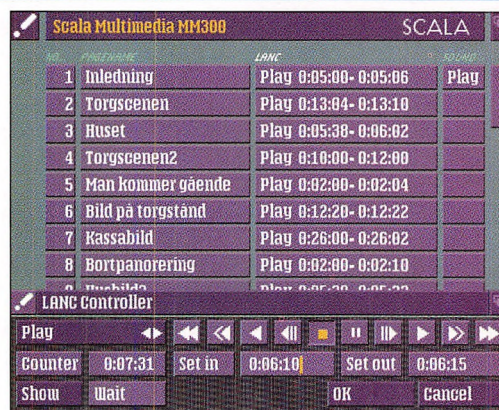 Scala Multimedia MM300 SCALA
NO. PAGENAME LANC SOUND
1 Inledning Play 0:05:00- 0:05:06 Play
2 Torgscenen Play 0:13:04- 0:13:10
3 Huset Play 0:05:38- 0:06:02
4 Torgscenen2 Play 0:10:00- 0:12:00
5 Man kommer gående Play 0:02:00- 0:02:04
6 Bild på torgstånd Play 0:12:20- 0:12:22
7 Kassabild Play 0:26:00- 0:26:02
8 Bortpanorering Play 0:02:00- 0:02:10
LANC Controller
Play
Counter 0:07:31 Set in 0:06:10 Set out 0:06:15
Show Wait OK Cancel